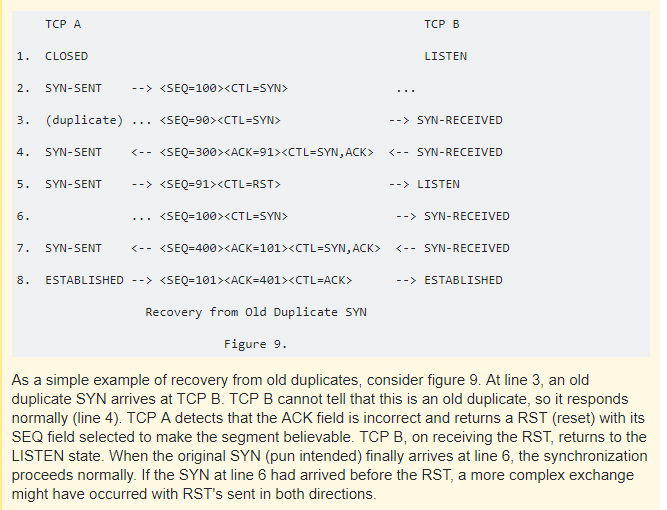 TCP A                                                TCP B
1.  CLOSED                                               LISTEN
2.  SYN-SENT    --> <SEQ=100><CTL=SYN>               ...
3.  (duplicate) ... <SEQ=90><CTL=SYN>               --> SYN-RECEIVED
4.  SYN-SENT    <-- <SEQ=300><ACK=91><CTL=SYN,ACK>  <-- SYN-RECEIVED
5.  SYN-SENT    --> <SEQ=91><CTL=RST>               --> LISTEN
6.              ... <SEQ=100><CTL=SYN>               --> SYN-RECEIVED
7.  SYN-SENT    <-- <SEQ=400><ACK=101><CTL=SYN,ACK>  <-- SYN-RECEIVED
8.  ESTABLISHED --> <SEQ=101><ACK=401><CTL=ACK>      --> ESTABLISHED
Recovery from Old Duplicate SYN
Figure 9.
As a simple example of recovery from old duplicates, consider figure 9. At line 3, an old
duplicate SYN arrives at TCP B. TCP B cannot tell that this is an old duplicate, so it responds
normally (line 4). TCP A detects that the ACK field is incorrect and returns a RST (reset) with its
SEQ field selected to make the segment believable. TCP B, on receiving the RST, returns to the
LISTEN state. When the original SYN (pun intended) finally arrives at line 6, the synchronization
proceeds normally. If the SYN at line 6 had arrived before the RST, a more complex exchange
might have occurred with RST's sent in both directions.